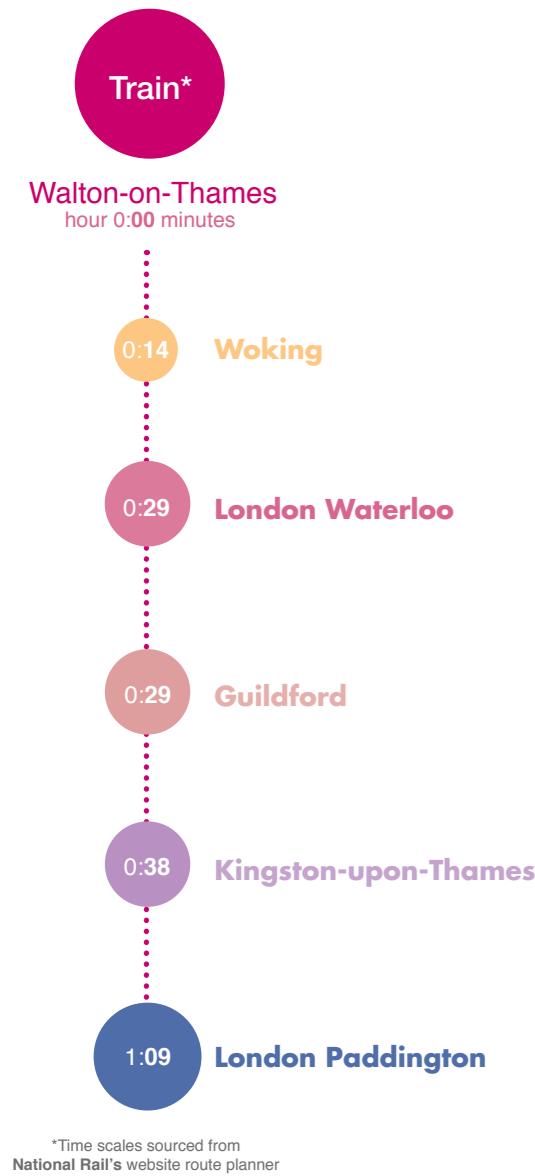 Train*
Walton-on-Thames
hour 0:00 minutes
0:14 Woking
0:29 London Waterloo
0:29 Guildford
0:38 Kingston-upon-Thames
1:09 London Paddington
*Time scales sourced from
National Rail's website route planner